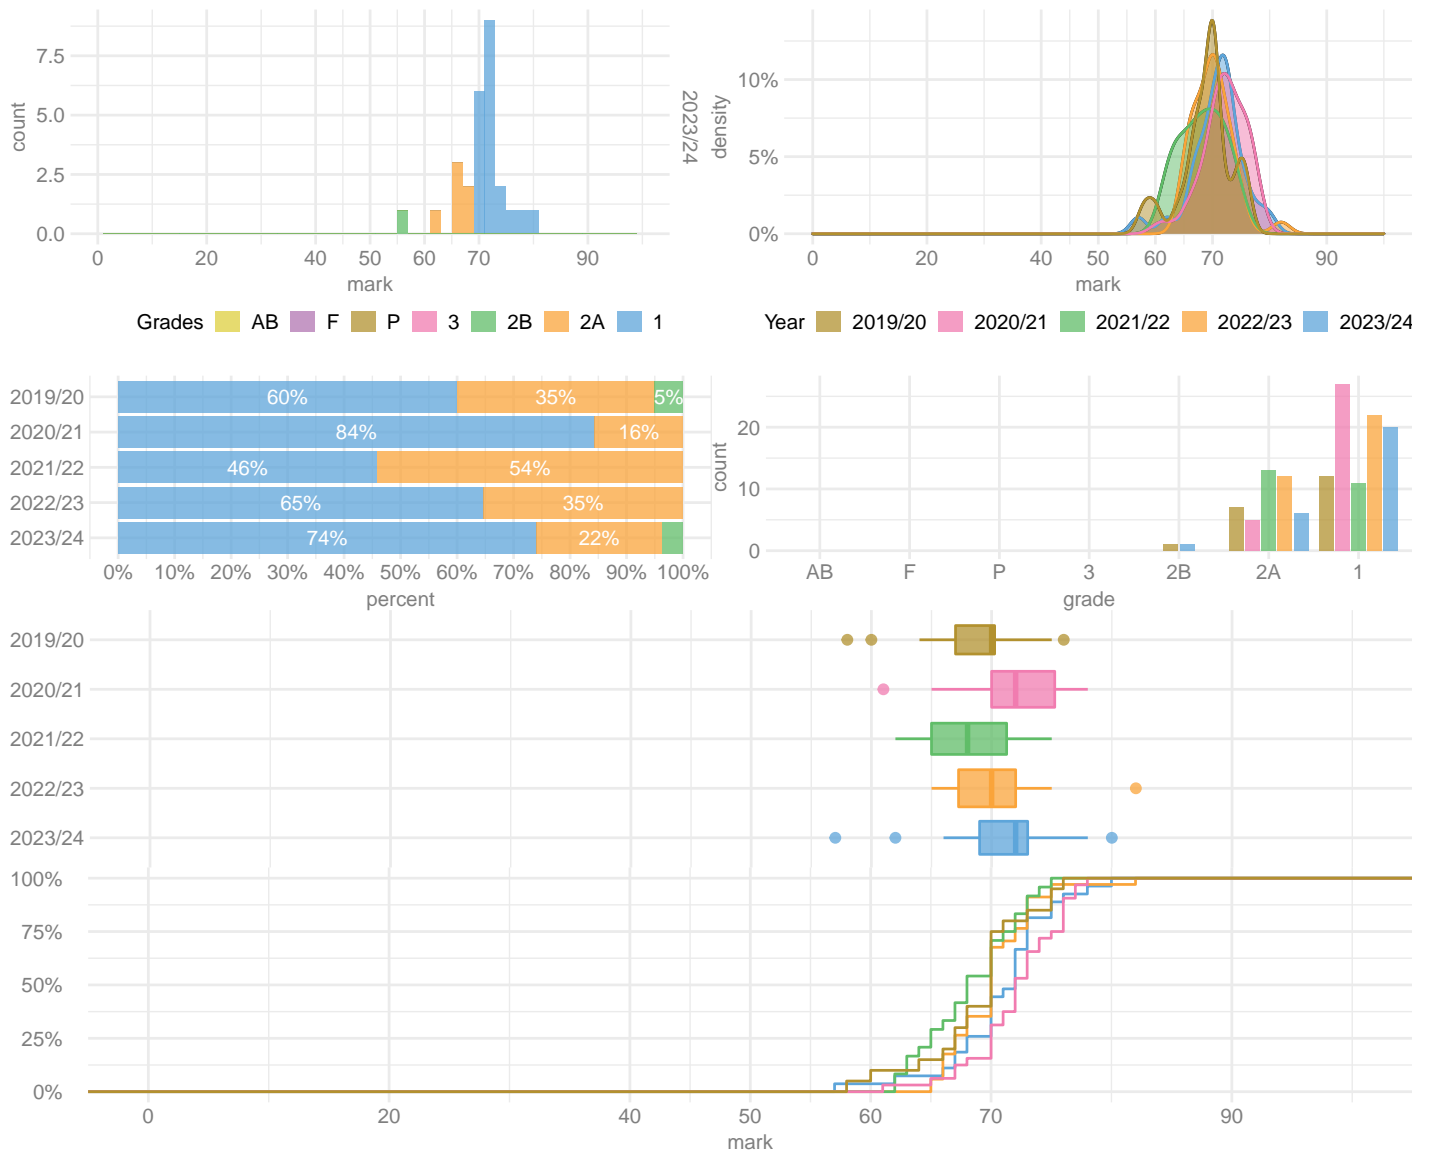 7.5
5.0
2.5
0.0
count
0 20 40 50 60 70 90
mark
2023/24
Grades AB F P 3 2B 2A 1
10%
5%
0%
density
0 20 40 50 60 70 90
mark
Year 2019/20 2020/21 2021/22 2022/23 2023/24
2019/20 60% 35% 5%
2020/21 84% 16%
2021/22 46% 54%
2022/23 65% 35%
2023/24 74% 22%
0% 10% 20% 30% 40% 50% 60% 70% 80% 90% 100%
percent
20
10
0
count
AB F P 3 2B 2A 1
grade
2019/20
2020/21
2021/22
2022/23
2023/24
100%
75%
50%
25%
0%
0 20 40 50 60 70 90
mark